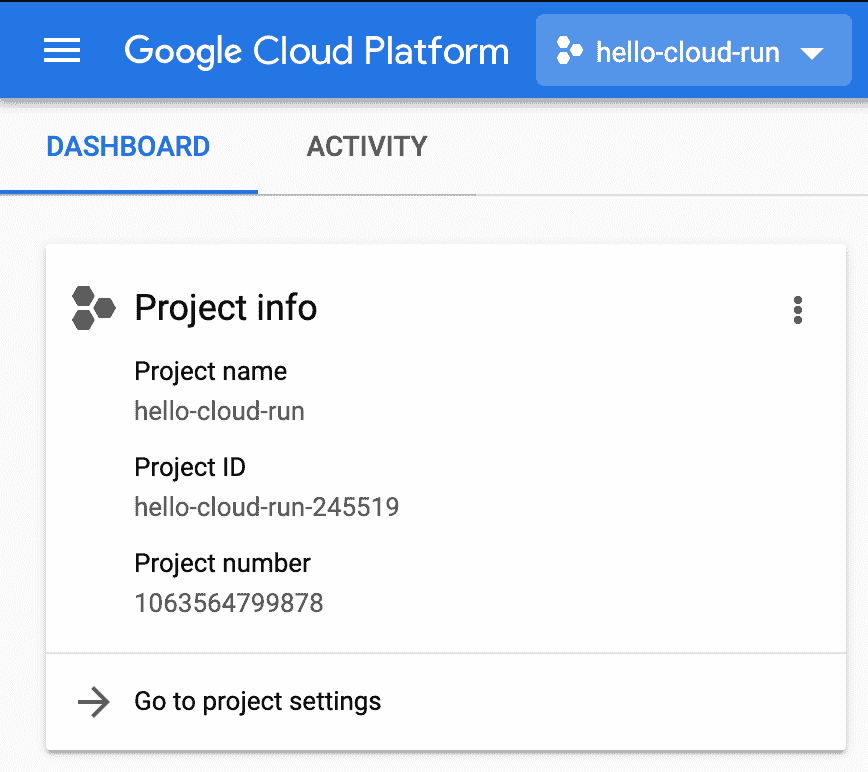 Google Cloud Platform hello-cloud-run
DASHBOARD ACTIVITY
Project info
Project name
hello-cloud-run
Project ID
hello-cloud-run-245519
Project number
1063564799878
Go to project settings